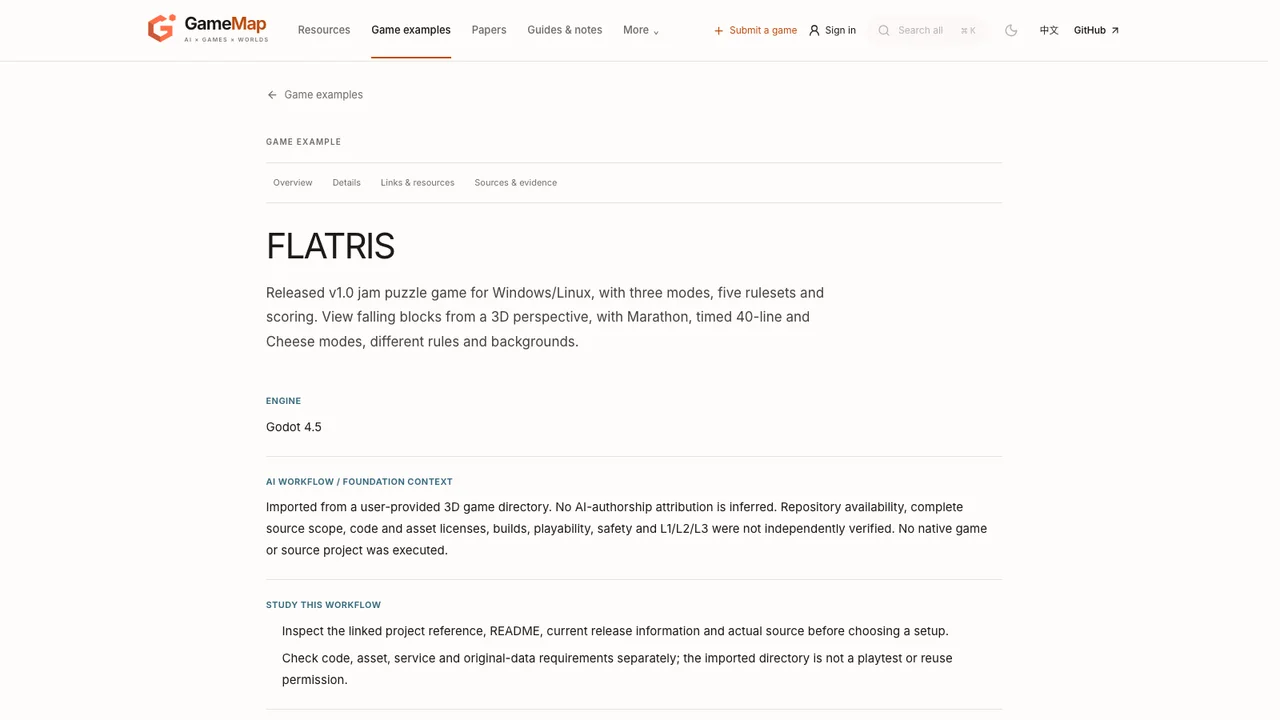 GameMap
AI × GAMES × WORLDS
Resources
Game examples
Papers
Guides & notes
More
Submit a game
Sign in
Search all
⌘ K
中文
GitHub ↗
← Game examples
GAME EXAMPLE
Overview
Details
Links & resources
Sources & evidence
FLATRIS
Released v1.0 jam puzzle game for Windows/Linux, with three modes, five rulesets and
scoring. View falling blocks from a 3D perspective, with Marathon, timed 40-line and
Cheese modes, different rules and backgrounds.
ENGINE
Godot 4.5
AI WORKFLOW / FOUNDATION CONTEXT
Imported from a user-provided 3D game directory. No AI-authorship attribution is inferred. Repository availability, complete
source scope, code and asset licenses, builds, playability, safety and L1/L2/L3 were not independently verified. No native game
or source project was executed.
STUDY THIS WORKFLOW
Inspect the linked project reference, README, current release information and actual source before choosing a setup.
Check code, asset, service and original-data requirements separately; the imported directory is not a playtest or reuse
permission.